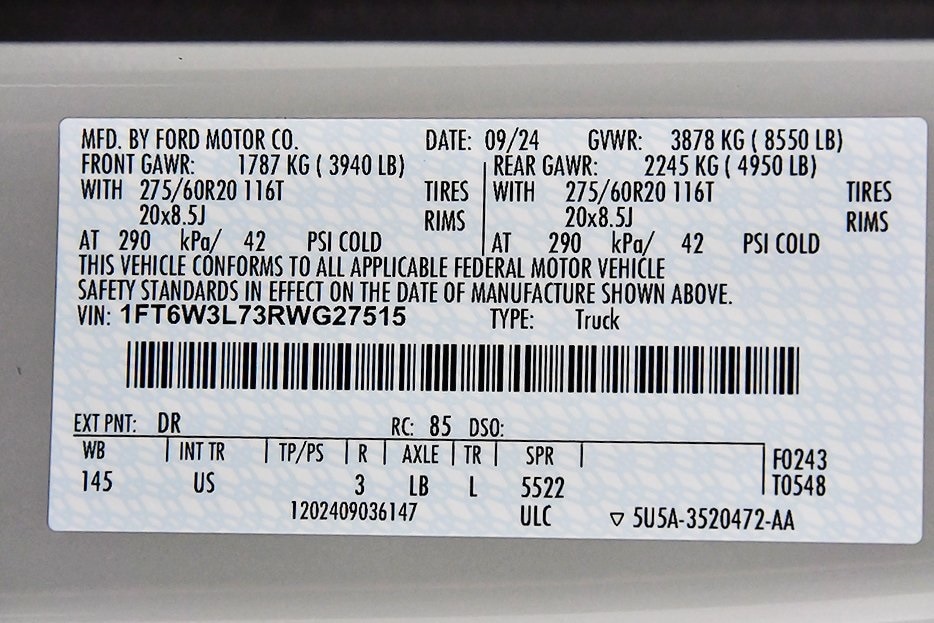 MFD. BY FORD MOTOR CO. DATE: 09/24 GVWR: 3878 KG ( 8550 LB)
FRONT GAWR: 1787 KG ( 3940 LB) REAR GAWR: 2245 KG ( 4950 LB)
WITH 275/60R20 116T TIRES WITH 275/60R20 116T TIRES
20x8.5J RIMS 20x8.5J RIMS
AT 290 kPa/ 42 PSI COLD AT 290 kPa/ 42 PSI COLD
THIS VEHICLE CONFORMS TO ALL APPLICABLE FEDERAL MOTOR VEHICLE
SAFETY STANDARDS IN EFFECT ON THE DATE OF MANUFACTURE SHOWN ABOVE.
VIN: 1FT6W3L73RWG27515 TYPE: Truck
EXT PNT: DR RC: 85 DSO:
WB INT TR TP/PS R AXLE TR SPR F0243
145 US 3 LB L 5522 T0548
1202409036147 ULC ▽ 5U5A-3520472-AA